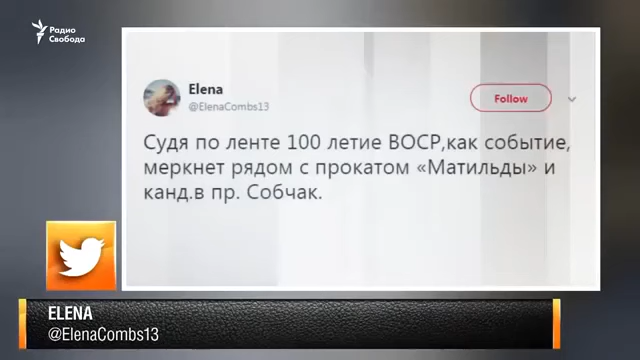 Радио
Свобода
Elena
@ElenaCombs13
Follow
Судя по ленте 100 летие ВОСР,как событие,
меркнет рядом с прокатом «Матильды» и
канд.в пр. Собчак.
ELENA
@ElenaCombs13